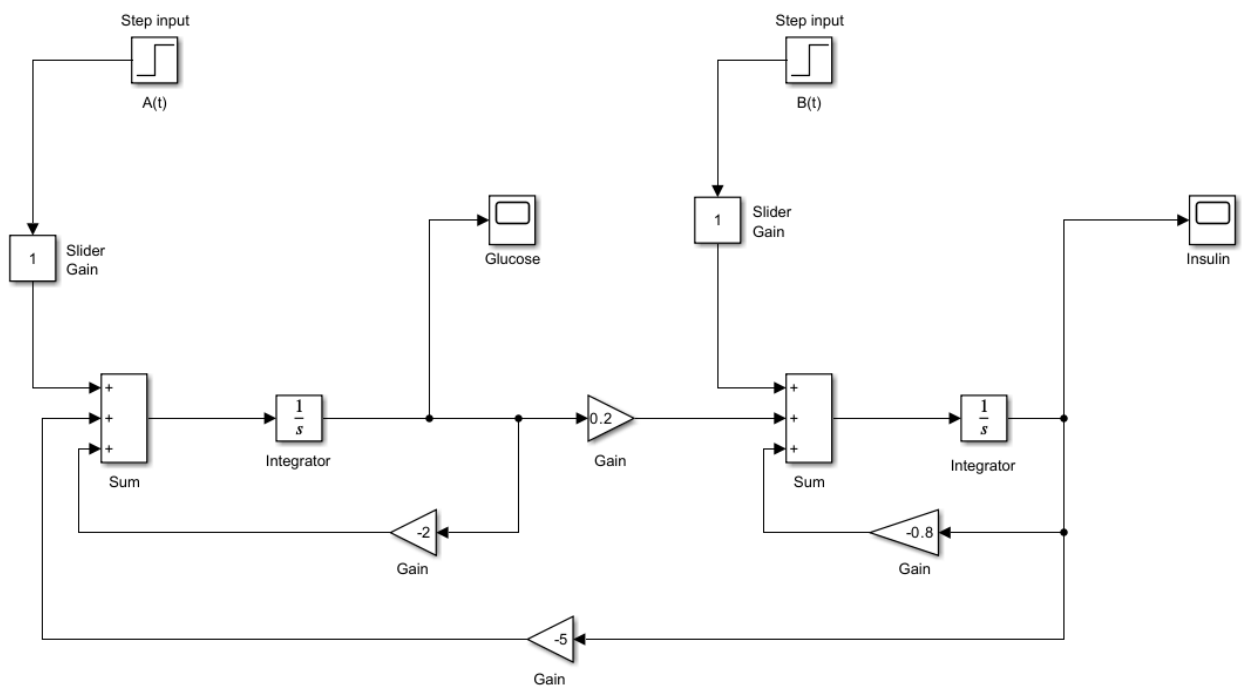 Step input
A(t)
Step input
B(t)
1
Slider
Gain
Glucose
1
Slider
Gain
Insulin
+
+
+
Sum
1
s
Integrator
0.2
Gain
+
+
+
Sum
1
s
Integrator
-2
Gain
-0.8
Gain
-5
Gain